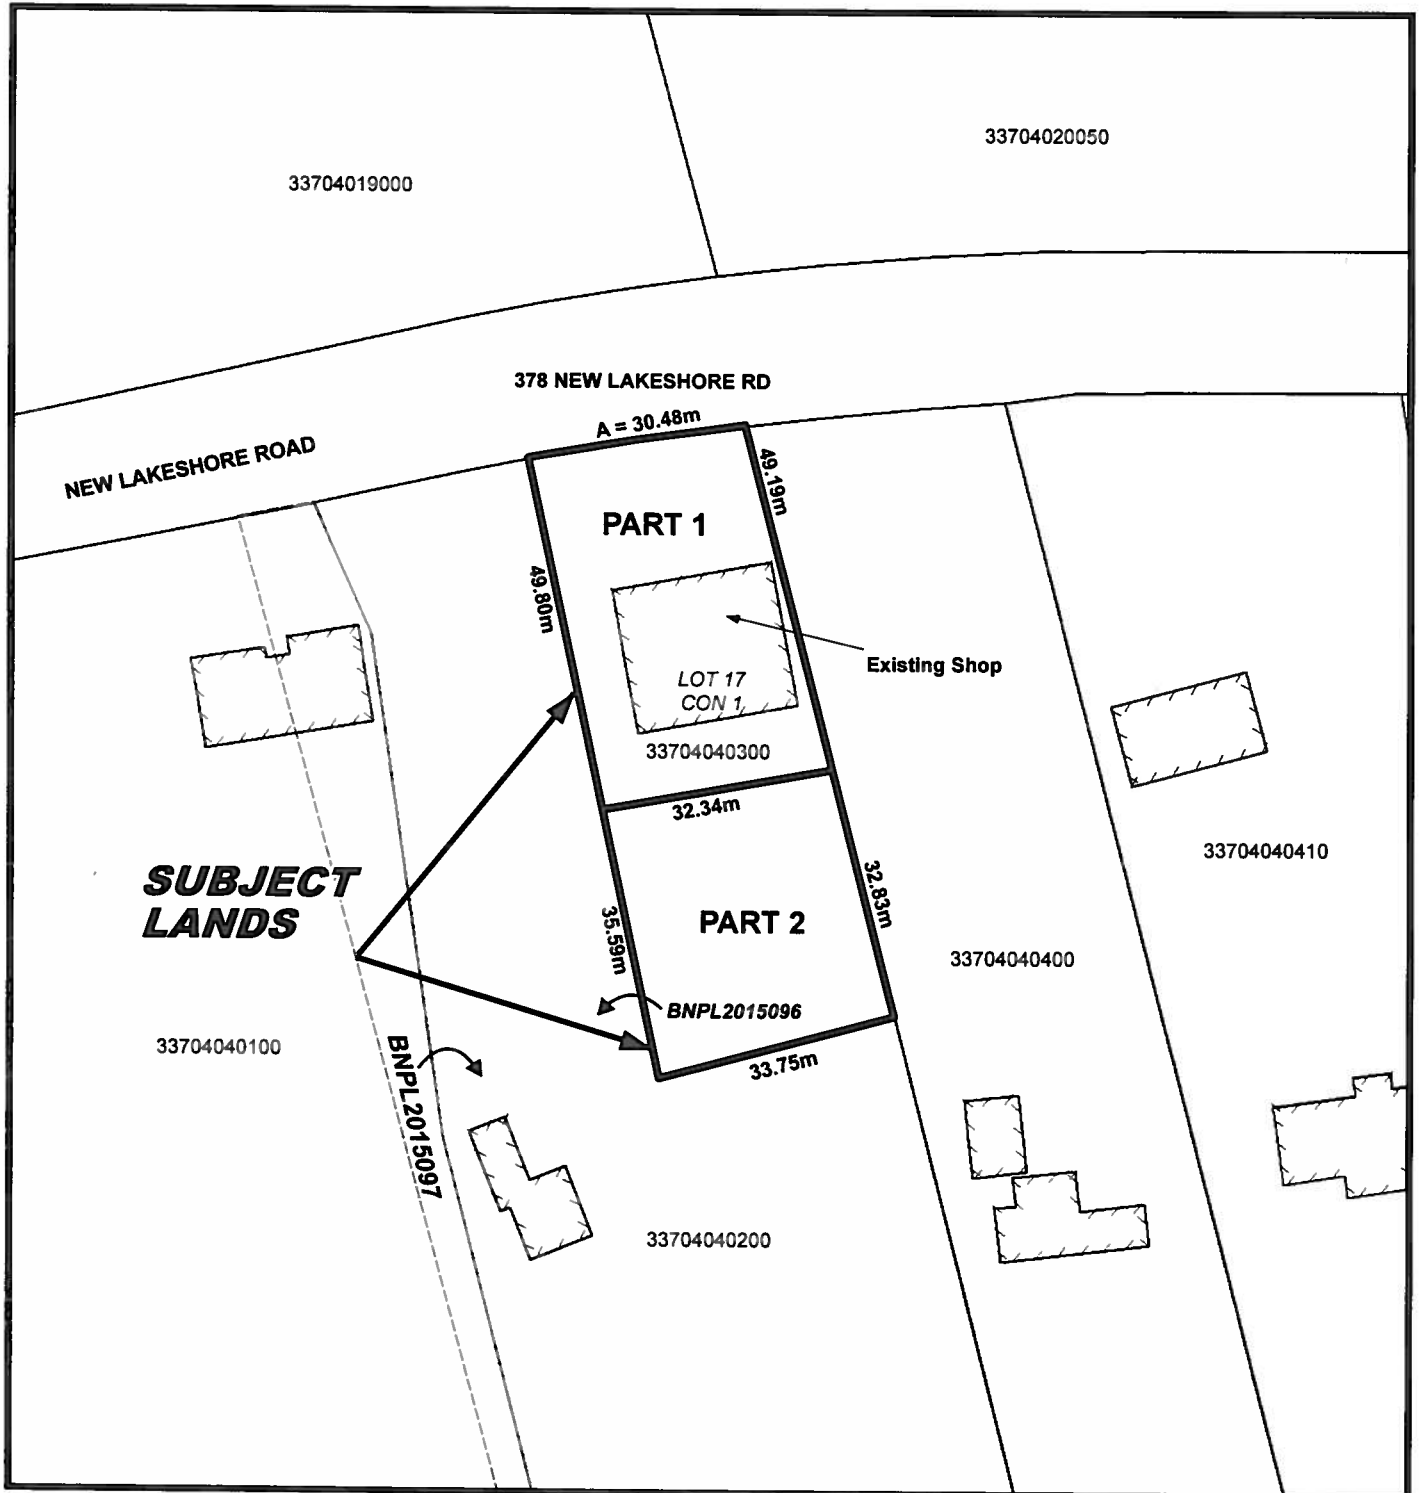 33704020050
33704019000
378 NEW LAKESHORE RD
A = 30.48m
NEW LAKESHORE ROAD
49.19m
PART 1
49.80m
Existing Shop
LOT 17
CON 1
33704040300
32.34m
33704040410
SUBJECT
LANDS
32.83m
PART 2
35.59m
33704040400
BNPL2015096
33704040100
BNPL2015097
33.75m
33704040200